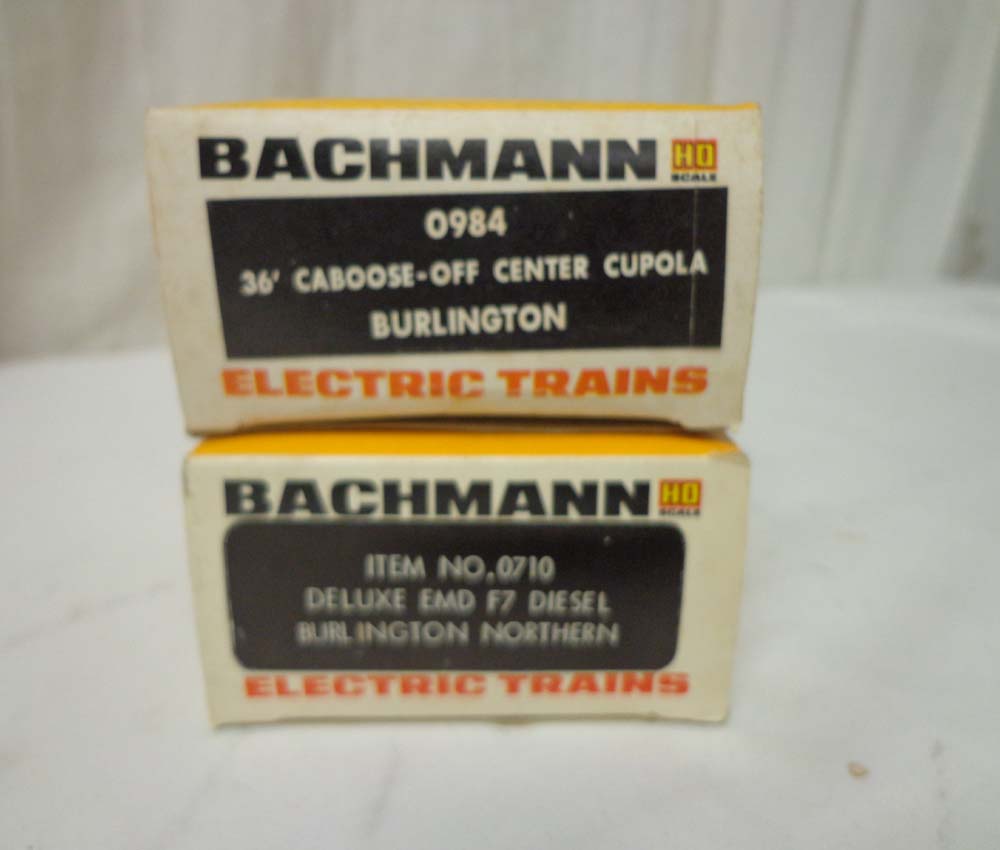 BACHMANN HO SCALE
0984
36' CABOOSE-OFF CENTER CUPOLA
BURLINGTON
ELECTRIC TRAINS
BACHMANN HO SCALE
ITEM NO.0710
DELUXE EMD F7 DIESEL
BURLINGTON NORTHERN
ELECTRIC TRAINS